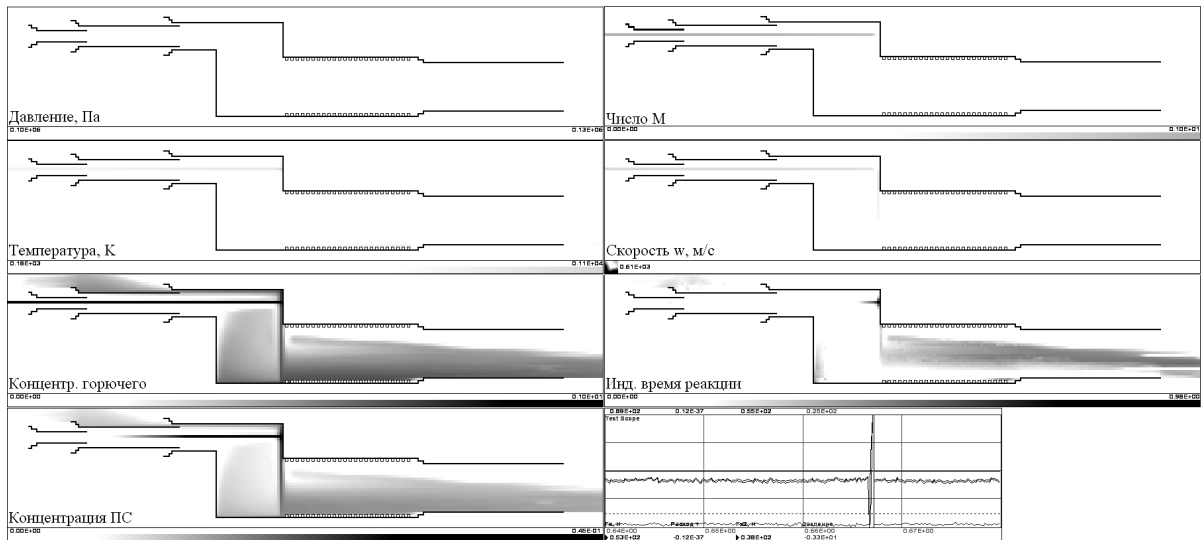 Давление, Па
0.10E+06 0.13E+06
Число М
0.00E+00 0.10E+01
Температура, К
0.18E+03 0.11E+04
Скорость w, м/с
0.61E+03
Концентр. горючего
0.00E+00 0.10E+01
Инд. время реакции
0.00E+00 0.98E+00
Концентрация ПС
0.00E+00 0.45E-01
0.89E+02 0.12E-37 0.55E+02 0.25E+02
Test Scope
0.64E+00 0.65E+00 0.66E+00 0.67E+00
0.53E+02 -0.12E-37 0.38E+02 -0.33E+01